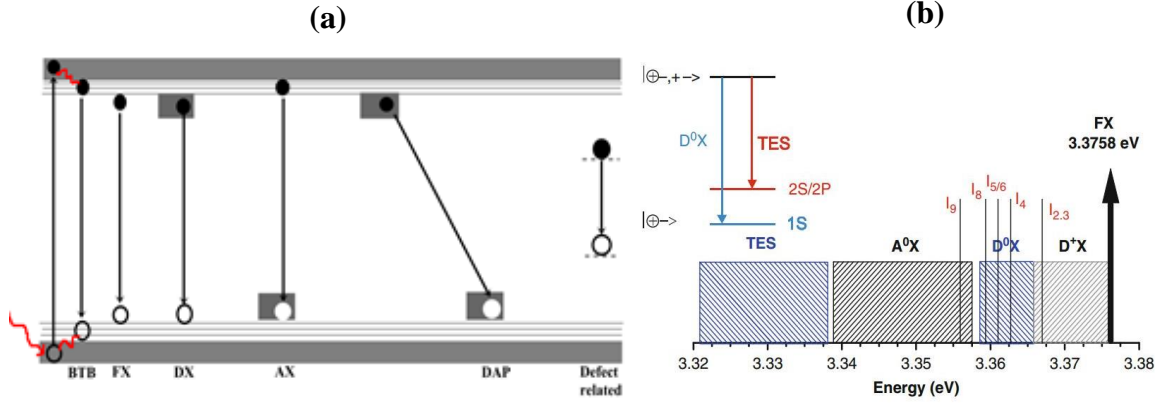 (a)
(b)
BTB
FX
DX
AX
DAP
Defect
related
|⊕-,+->
D⁰X
TES
2S/2P
|⊕->
1S
TES
A⁰X
D⁰X
D⁺X
I₉
I₈
I₅/₆
I₄
I₂.₃
FX
3.3758 eV
3.32
3.33
3.34
3.35
3.36
3.37
3.38
Energy (eV)